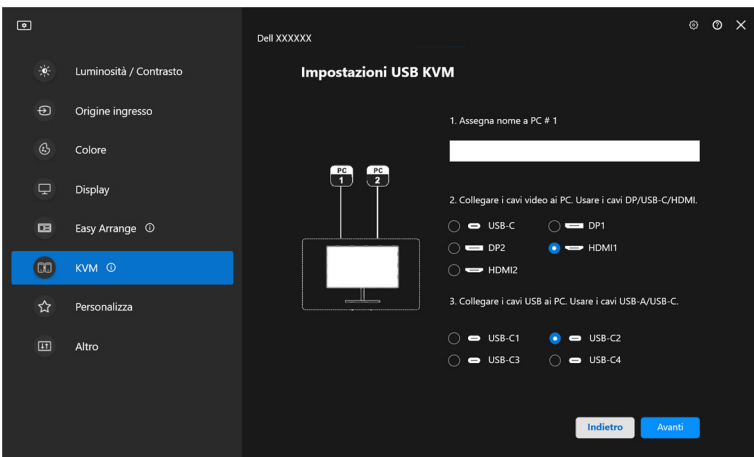 Dell XXXXXX
Luminosità / Contrasto
Origine ingresso
Colore
Display
Easy Arrange
KVM
Personalizza
Altro
Impostazioni USB KVM
PC 1
PC 2
1. Assegna nome a PC # 1
2. Collegare i cavi video ai PC. Usare i cavi DP/USB-C/HDMI.
USB-C DP1
DP2 HDMI1
HDMI2
3. Collegare i cavi USB ai PC. Usare i cavi USB-A/USB-C.
USB-C1 USB-C2
USB-C3 USB-C4
Indietro Avanti